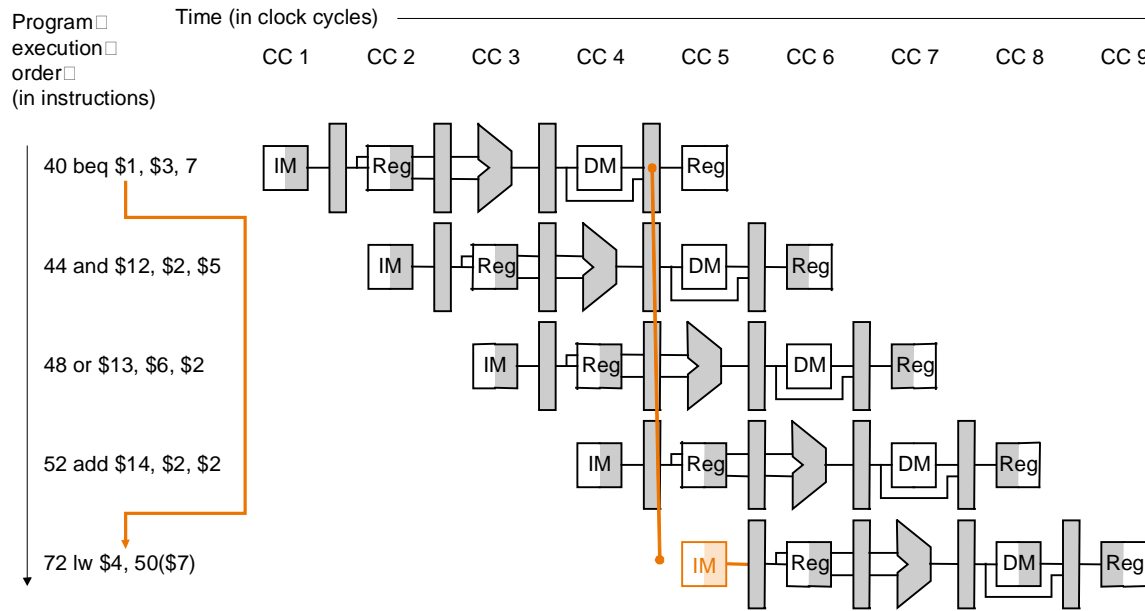 Time (in clock cycles)
Program
execution
order
(in instructions)
CC 1 CC 2 CC 3 CC 4 CC 5 CC 6 CC 7 CC 8 CC 9
40 beq $1, $3, 7 IM Reg DM Reg
44 and $12, $2, $5 IM Reg DM Reg
48 or $13, $6, $2 IM Reg DM Reg
52 add $14, $2, $2 IM Reg DM Reg
72 lw $4, 50($7) IM Reg DM Reg